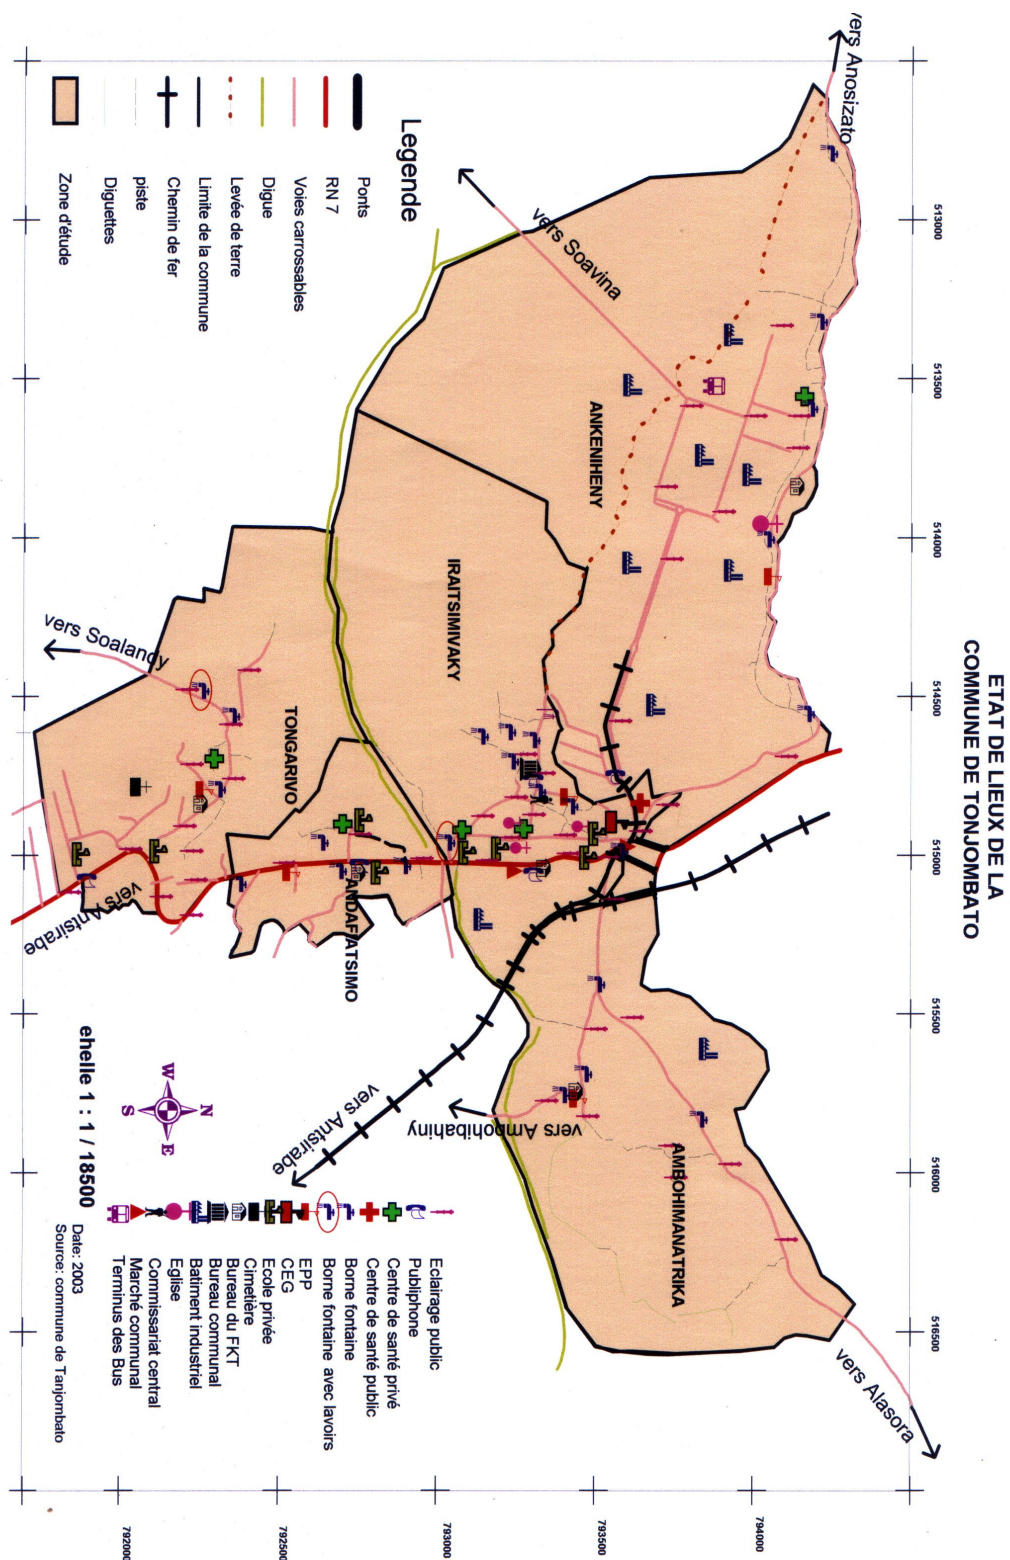 ETAT DE LIEUX DE LA
COMMUNE DE TONJOMBATO
513000
513500
514000
514500
515000
515500
516000
516500
794000
793500
793000
792500
792000
vers Anosizato
vers Soavina
ANKENIHENY
IRAITSIMIVAKY
vers Soalandy
TONGARIVO
ANDAFIATSIMO
vers Antsirabe
vers Antsirabe
vers Ampohibahiny
AMBOHIMANATRIKA
vers Alasora
Legende
Ponts
RN 7
Voies carrossables
Digue
Levée de terre
Limite de la commune
Chemin de fer
piste
Diguettes
Zone d'étude
N
W
E
S
ehelle 1 : 1 / 18500
Eclairage public
Publiphone
Centre de santé privé
Centre de santé public
Borne fontaine
Borne fontaine avec lavoirs
EPP
CEG
Ecole privée
Cimetière
Bureau du FKT
Bureau communal
Batiment industriel
Eglise
Commissariat central
Marché communal
Terminus des Bus
Date: 2003
Source: commune de Tanjombato